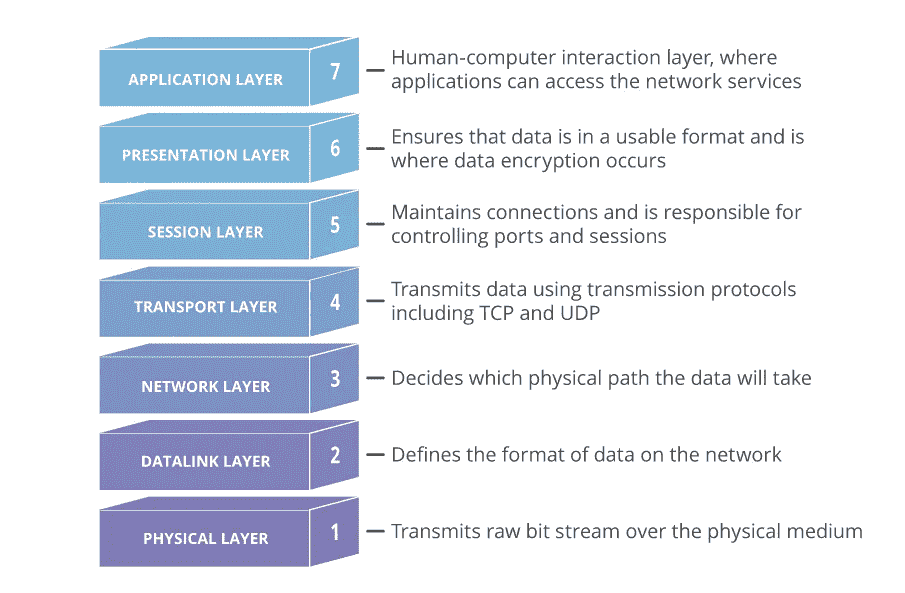 APPLICATION LAYER 7
Human-computer interaction layer, where
applications can access the network services
PRESENTATION LAYER 6
Ensures that data is in a usable format and is
where data encryption occurs
SESSION LAYER 5
Maintains connections and is responsible for
controlling ports and sessions
TRANSPORT LAYER 4
Transmits data using transmission protocols
including TCP and UDP
NETWORK LAYER 3
Decides which physical path the data will take
DATALINK LAYER 2
Defines the format of data on the network
PHYSICAL LAYER 1
Transmits raw bit stream over the physical medium